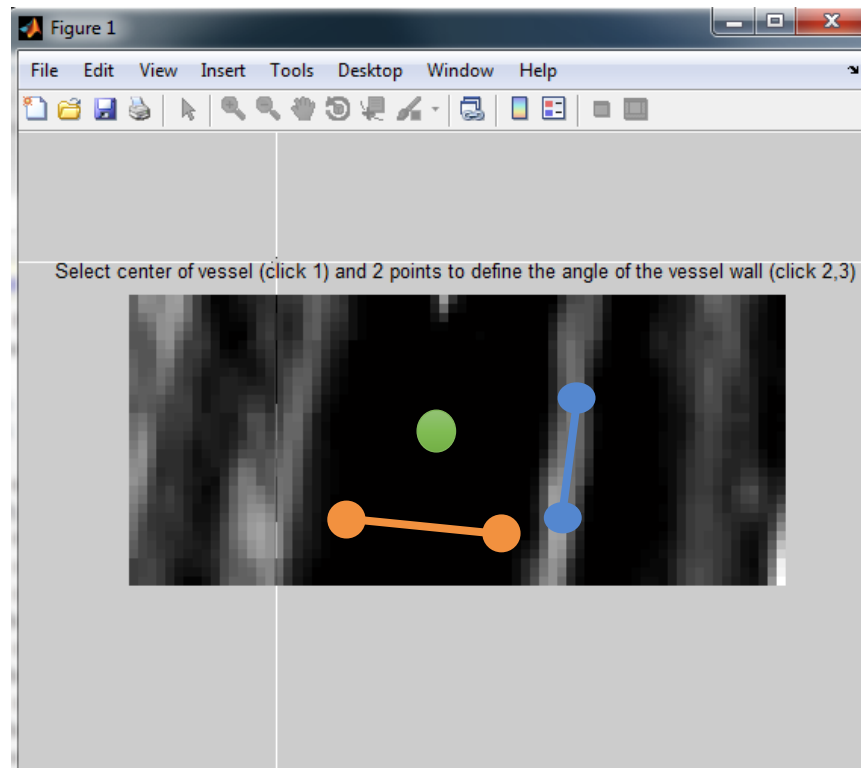 Figure 1
File Edit View Insert Tools Desktop Window Help
Select center of vessel (click 1) and 2 points to define the angle of the vessel wall (click 2,3)